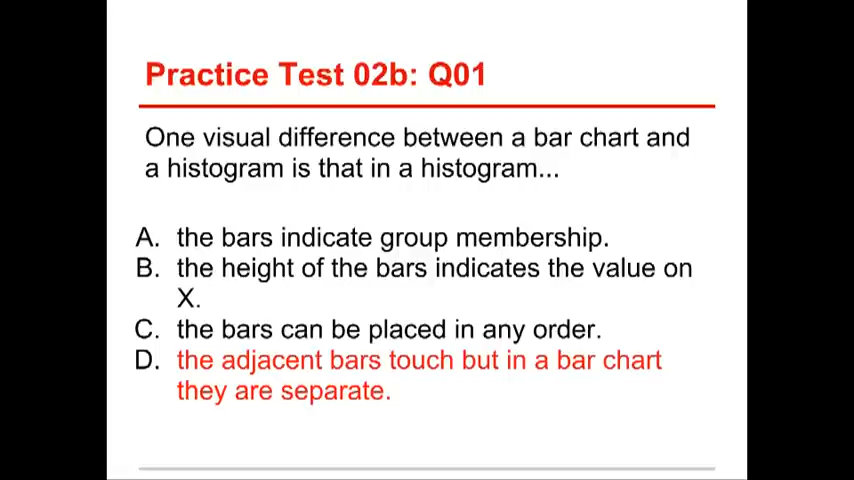 Practice Test 02b: Q01
One visual difference between a bar chart and
a histogram is that in a histogram...
A. the bars indicate group membership.
B. the height of the bars indicates the value on
X.
C. the bars can be placed in any order.
D. the adjacent bars touch but in a bar chart
they are separate.